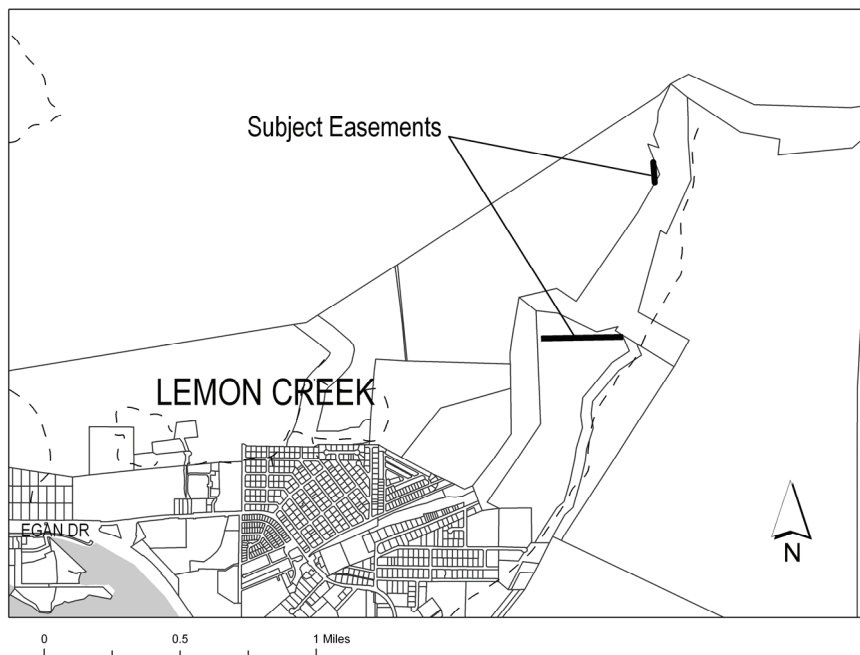 Subject Easements
LEMON CREEK
EGAN DR
N
0 0.5 1 Miles